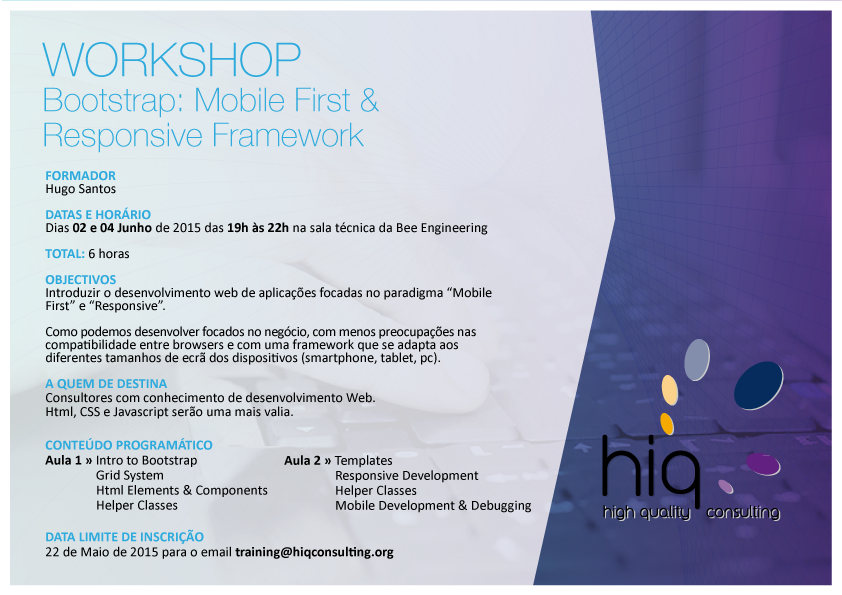 WORKSHOP
Bootstrap: Mobile First &
Responsive Framework
FORMADOR
Hugo Santos
DATAS E HORÁRIO
Dias 02 e 04 Junho de 2015 das 19h às 22h na sala técnica da Bee Engineering
TOTAL: 6 horas
OBJECTIVOS
Introduzir o desenvolvimento web de aplicações focadas no paradigma “Mobile
First” e “Responsive”.
Como podemos desenvolver focados no negócio, com menos preocupações nas
compatibilidade entre browsers e com uma framework que se adapta aos
diferentes tamanhos de ecrã dos dispositivos (smartphone, tablet, pc).
A QUEM DE DESTINA
Consultores com conhecimento de desenvolvimento Web.
Html, CSS e Javascript serão uma mais valia.
CONTEÚDO PROGRAMÁTICO
Aula 1 » Intro to Bootstrap
Grid System
Html Elements & Components
Helper Classes
Aula 2 » Templates
Responsive Development
Helper Classes
Mobile Development & Debugging
DATA LIMITE DE INSCRIÇÃO
22 de Maio de 2015 para o email training@hiqconsulting.org
hiq
high quality consulting